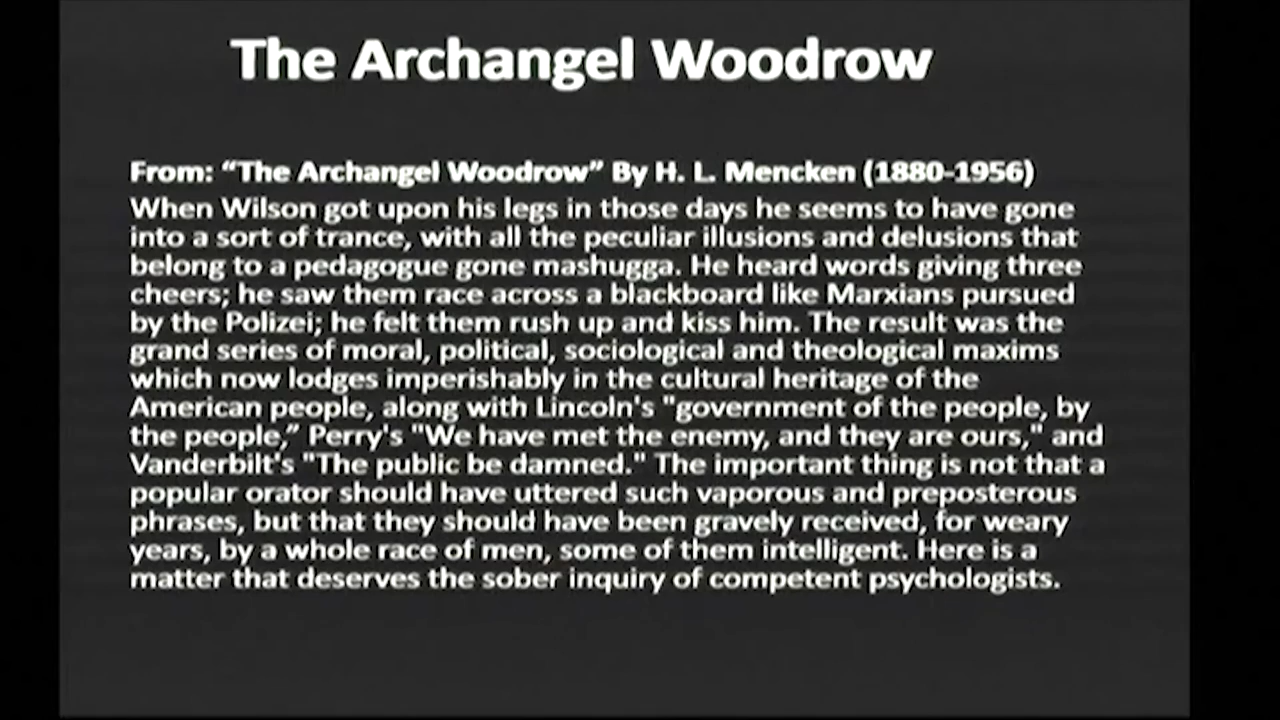 The Archangel Woodrow
From: “The Archangel Woodrow” By H. L. Mencken (1880-1956)
When Wilson got upon his legs in those days he seems to have gone
into a sort of trance, with all the peculiar illusions and delusions that
belong to a pedagogue gone mashugga. He heard words giving three
cheers; he saw them race across a blackboard like Marxians pursued
by the Polizei; he felt them rush up and kiss him. The result was the
grand series of moral, political, sociological and theological maxims
which now lodges imperishably in the cultural heritage of the
American people, along with Lincoln's "government of the people, by
the people,” Perry's "We have met the enemy, and they are ours," and
Vanderbilt's "The public be damned." The important thing is not that a
popular orator should have uttered such vaporous and preposterous
phrases, but that they should have been gravely received, for weary
years, by a whole race of men, some of them intelligent. Here is a
matter that deserves the sober inquiry of competent psychologists.